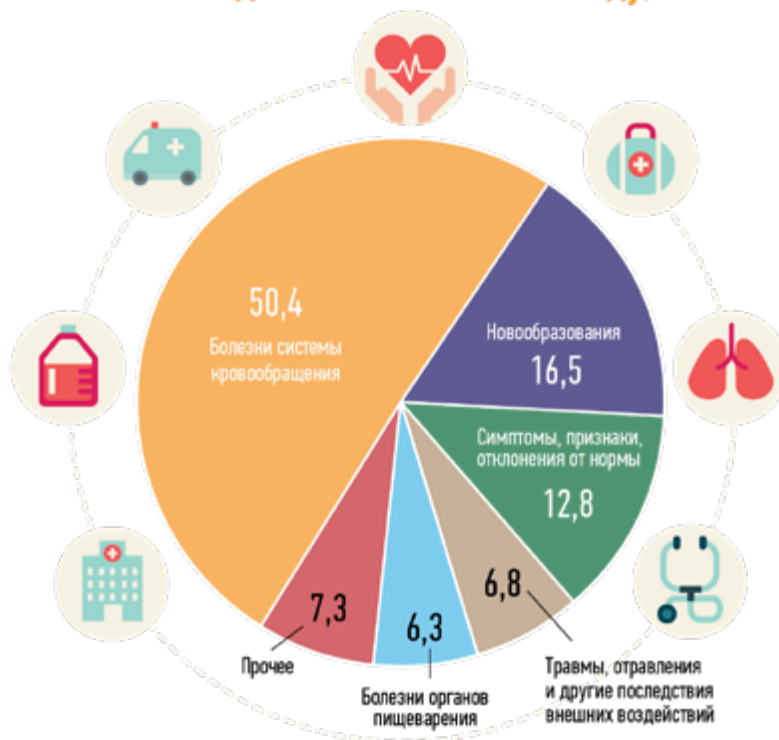 50,4
Болезни системы
кровообращения
Новообразования
16,5
Симптомы, признаки,
отклонения от нормы
12,8
6,8
Травмы, отравления
и другие последствия
внешних воздействий
6,3
Болезни органов
пищеварения
7,3
Прочее